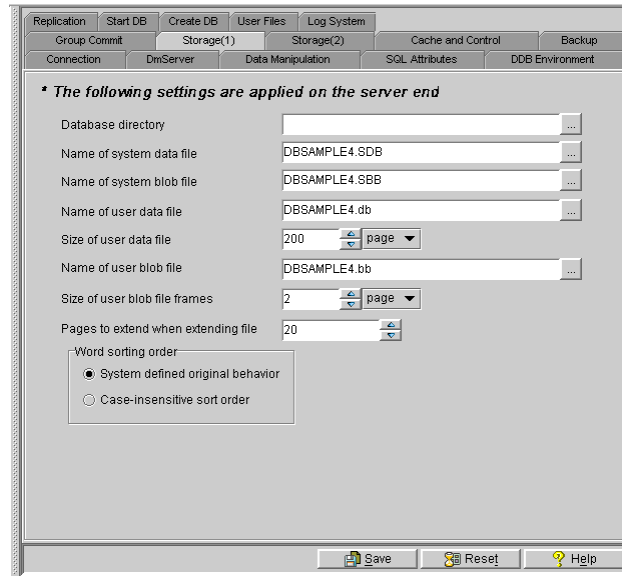 Replication Start DB Create DB User Files Log System
Group Commit Storage(1) Storage(2) Cache and Control Backup
Connection DmServer Data Manipulation SQL Attributes DDB Environment
* The following settings are applied on the server end
Database directory ...
Name of system data file DBSAMPLE4.SDB ...
Name of system blob file DBSAMPLE4.SBB ...
Name of user data file DBSAMPLE4.db ...
Size of user data file 200 page
Name of user blob file DBSAMPLE4.bb ...
Size of user blob file frames 2 page
Pages to extend when extending file 20
Word sorting order
System defined original behavior
Case-insensitive sort order
Save Reset ? Help